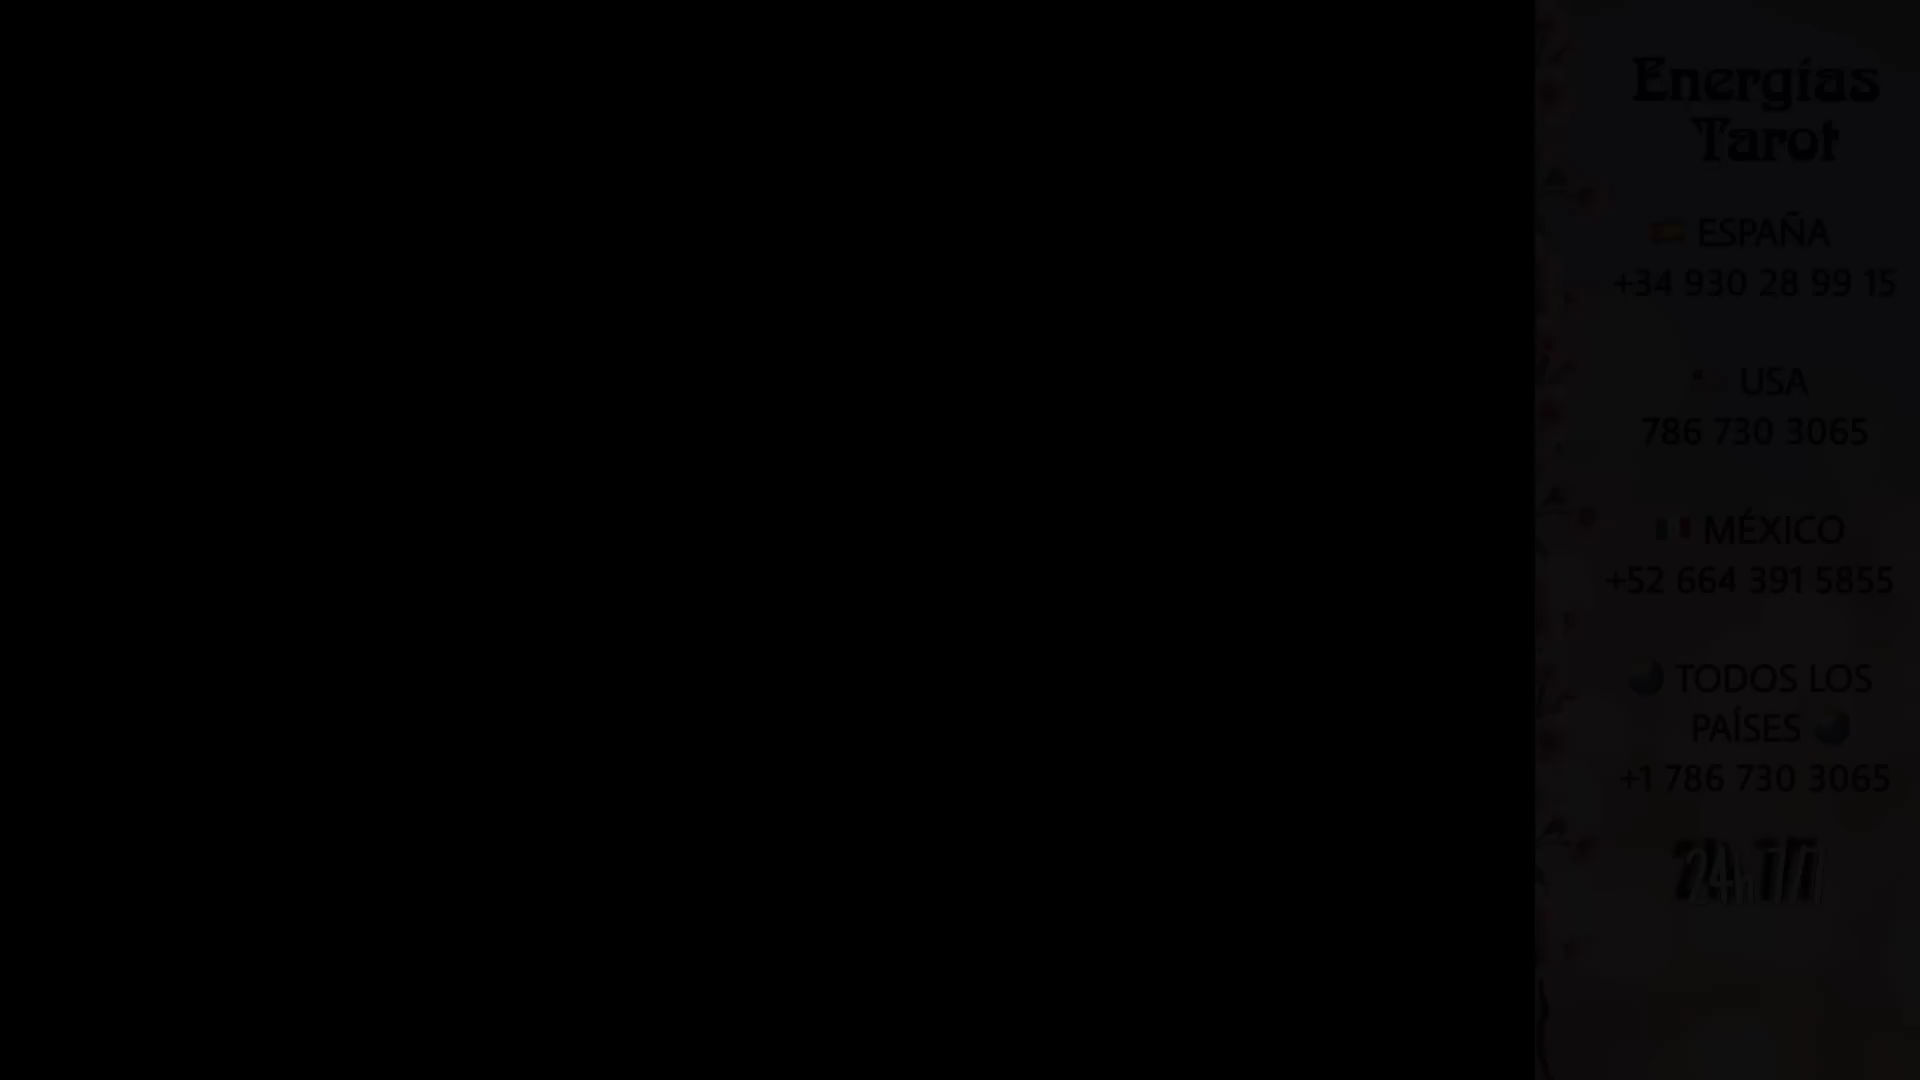 Energías
Tarot
ESPAÑA
+34 930 28 99 15
USA
786 730 3065
MÉXICO
+52 664 391 5855
TODOS LOS
PAÍSES
+1 786 730 3065
24h 7/7